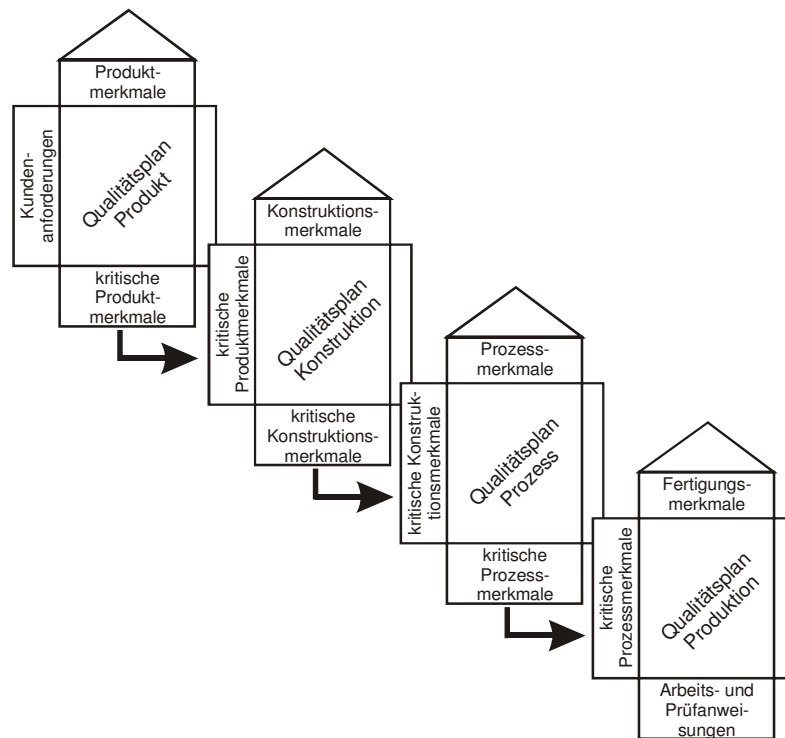 Produkt-
merkmale
Kunden-
anforderungen
Qualitätsplan
Produkt
kritische
Produkt-
merkmale
Konstruktions-
merkmale
kritische
Produktmerkmale
Qualitätsplan
Konstruktion
kritische
Konstruktions-
merkmale
Prozess-
merkmale
kritische Konstruk-
tionsmerkmale
Qualitätsplan
Prozess
kritische
Prozess-
merkmale
Fertigungs-
merkmale
kritische
Prozessmerkmale
Qualitätsplan
Produktion
Arbeits- und
Prüfanwei-
sungen